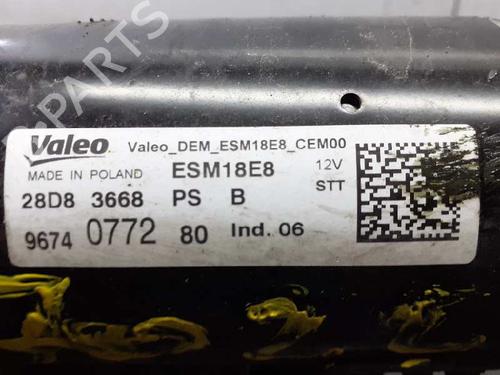 Valeo Valeo_DEM_ESM18E8_CEM00
MADE IN POLAND ESM18E8 12V
STT
28D8 3668 PS B
9674 0772 80 Ind. 06